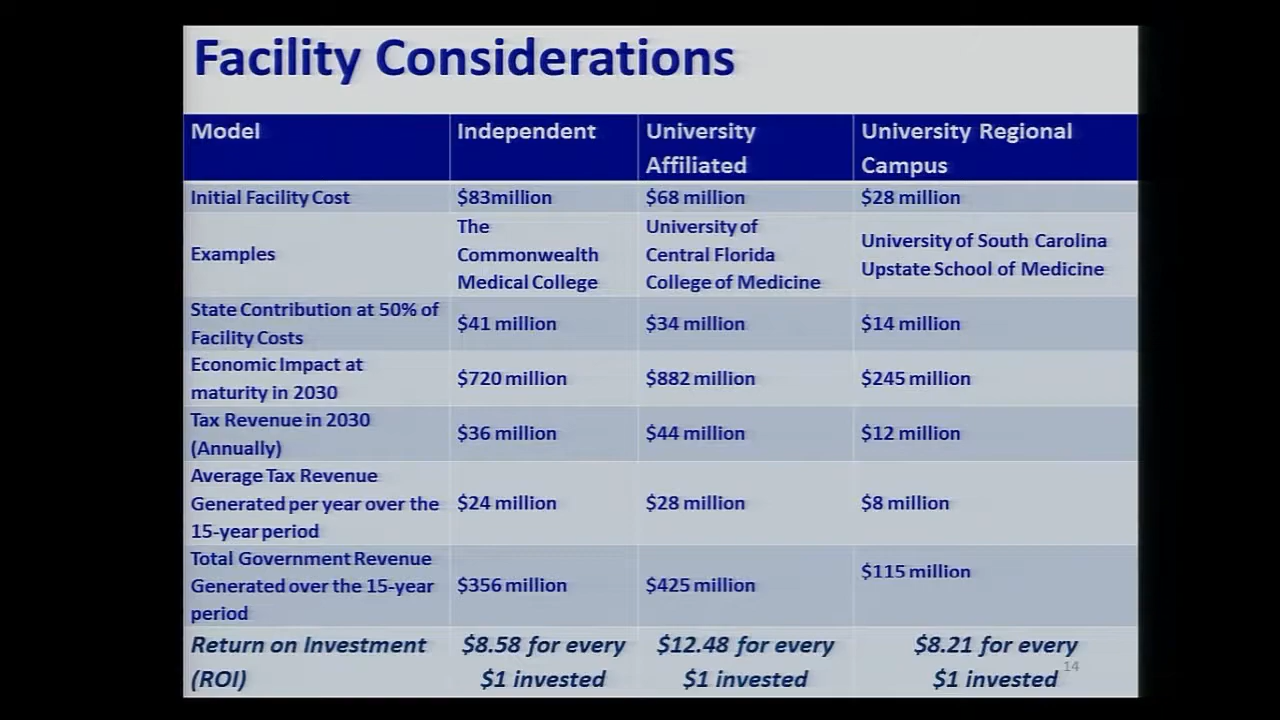 Facility Considerations
Model
Independent
University
Affiliated
University Regional
Campus
Initial Facility Cost
$83million
$68 million
$28 million
Examples
The
Commonwealth
Medical College
University of
Central Florida
College of Medicine
University of South Carolina
Upstate School of Medicine
State Contribution at 50% of
Facility Costs
$41 million
$34 million
$14 million
Economic Impact at
maturity in 2030
$720 million
$882 million
$245 million
Tax Revenue in 2030
(Annually)
$36 million
$44 million
$12 million
Average Tax Revenue
Generated per year over the
15-year period
$24 million
$28 million
$8 million
Total Government Revenue
Generated over the 15-year
period
$356 million
$425 million
$115 million
Return on Investment
(ROI)
$8.58 for every
$1 invested
$12.48 for every
$1 invested
$8.21 for every
$1 invested
14